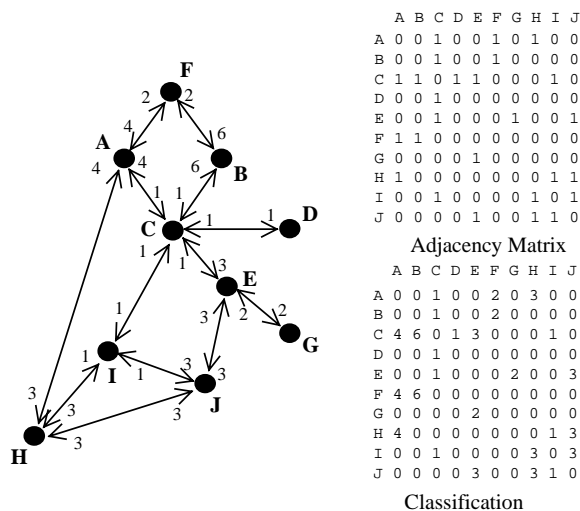 F
2 2
4 6
A
4 4 6
B
1 1
D
C 1 1
1 1
E
3
2 2
3
G
1
1 3
I 1 3
J
3 3
3 3
H
A B C D E F G H I J
A 0 0 1 0 0 1 0 1 0 0
B 0 0 1 0 0 1 0 0 0 0
C 1 1 0 1 1 0 0 0 1 0
D 0 0 1 0 0 0 0 0 0 0
E 0 0 1 0 0 0 1 0 0 1
F 1 1 0 0 0 0 0 0 0 0
G 0 0 0 0 1 0 0 0 0 0
H 1 0 0 0 0 0 0 0 1 1
I 0 0 1 0 0 0 0 1 0 1
J 0 0 0 0 1 0 0 1 1 0
Adjacency Matrix
A B C D E F G H I J
A 0 0 1 0 0 2 0 3 0 0
B 0 0 1 0 0 2 0 0 0 0
C 4 6 0 1 3 0 0 0 1 0
D 0 0 1 0 0 0 0 0 0 0
E 0 0 1 0 0 0 2 0 0 3
F 4 6 0 0 0 0 0 0 0 0
G 0 0 0 0 2 0 0 0 0 0
H 4 0 0 0 0 0 0 0 1 3
I 0 0 1 0 0 0 0 3 0 3
J 0 0 0 0 3 0 0 3 1 0
Classification